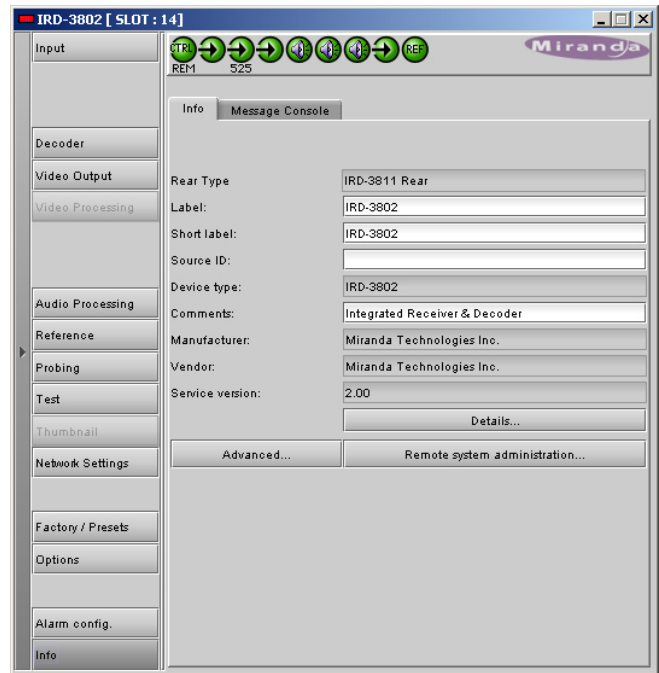 IRD-3802 [ SLOT : 14]
Input
CTRL
REF
REM 525
Miranda
Info Message Console
Decoder
Video Output
Video Processing
Audio Processing
Reference
Probing
Test
Thumbnail
Network Settings
Factory / Presets
Options
Alarm config.
Info
Rear Type IRD-3811 Rear
Label: IRD-3802
Short label: IRD-3802
Source ID:
Device type: IRD-3802
Comments: Integrated Receiver & Decoder
Manufacturer: Miranda Technologies Inc.
Vendor: Miranda Technologies Inc.
Service version: 2.00
Details...
Advanced... Remote system administration...